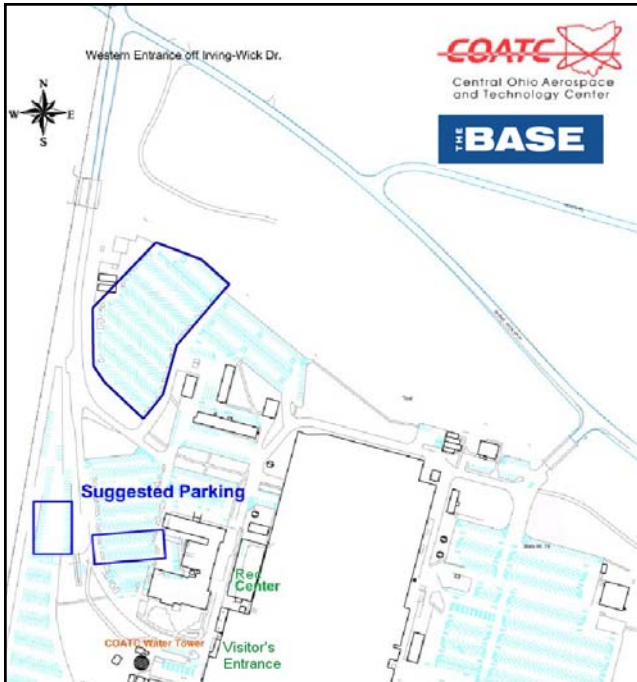 Western Entrance off Irving-Wick Dr.
COATC
Central Ohio Aerospace
and Technology Center
THE BASE
N
W E
S
Suggested Parking
Rec
Center
COATC Water Tower
Visitor's
Entrance